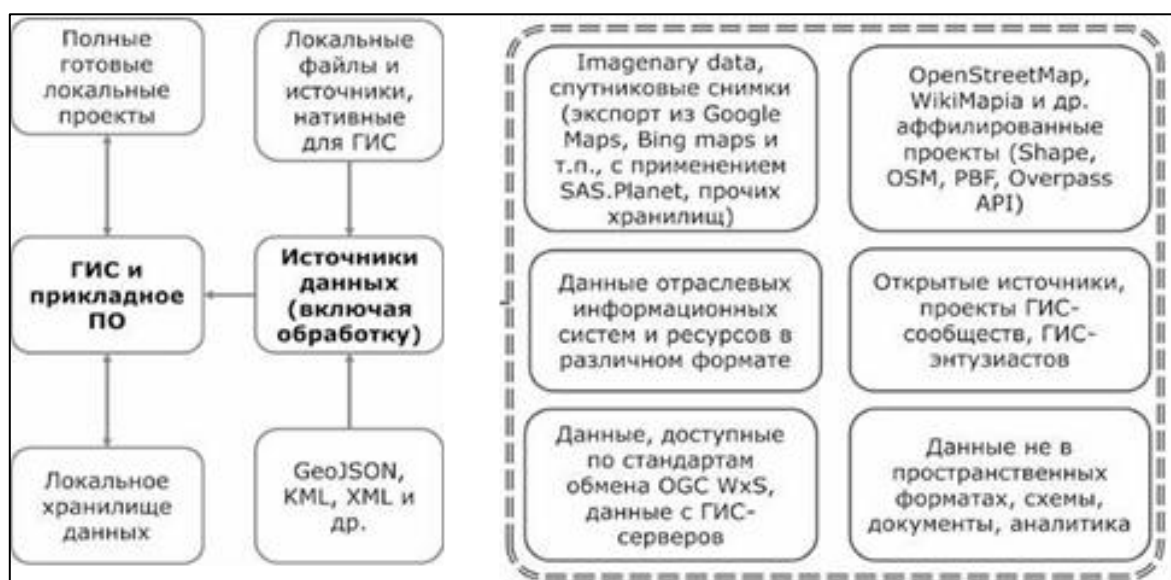 Полные
готовые
локальные
проекты
Локальные
файлы и
источники,
нативные
для ГИС
ГИС и
прикладное
ПО
Источники
данных
(включая
обработку)
Локальное
хранилище
данных
GeoJSON,
KML, XML и
др.
Imagenary data,
спутниковые снимки
(экспорт из Google
Maps, Bing maps и
т.п., с применением
SAS.Planet, прочих
хранилищ)
OpenStreetMap,
WikiMapia и др.
аффилированные
проекты (Shape,
OSM, PBF, Overpass
API)
Данные отраслевых
информационных
систем и ресурсов в
различном формате
Открытые источники,
проекты ГИС-
сообществ, ГИС-
энтузиастов
Данные, доступные
по стандартам
обмена OGC WxS,
данные с ГИС-
серверов
Данные не в
пространственных
форматах, схемы,
документы, аналитика